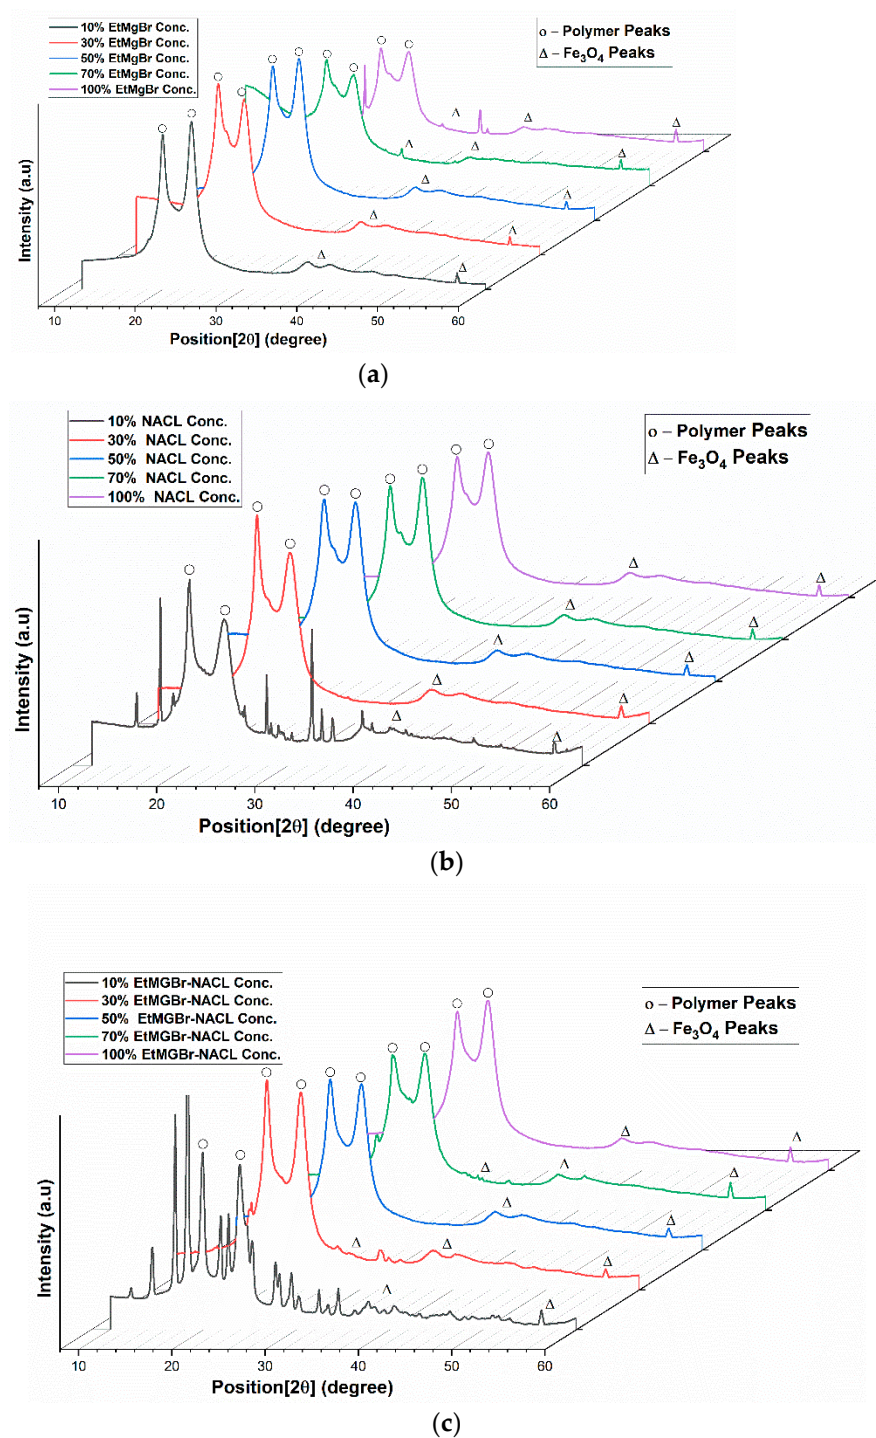 10% EtMgBr Conc.
30% EtMgBr Conc.
50% EtMgBr Conc.
70% EtMgBr Conc.
100% EtMgBr Conc.
o – Polymer Peaks
Δ – Fe₃O₄ Peaks
Intensity (a.u)
10 20 30 40 50 60
Position[2θ] (degree)
(a)
10% NACL Conc.
30% NACL Conc.
50% NACL Conc.
70% NACL Conc.
100% NACL Conc.
o – Polymer Peaks
Δ – Fe₃O₄ Peaks
Intensity (a.u)
10 20 30 40 50 60
Position[2θ] (degree)
(b)
10% EtMGBr-NACL Conc.
30% EtMGBr-NACL Conc.
50% EtMGBr-NACL Conc.
70% EtMGBr-NACL Conc.
100% EtMGBr-NACL Conc.
o – Polymer Peaks
Δ – Fe₃O₄ Peaks
Intensity (a.u)
10 20 30 40 50 60
Position[2θ] (degree)
(c)